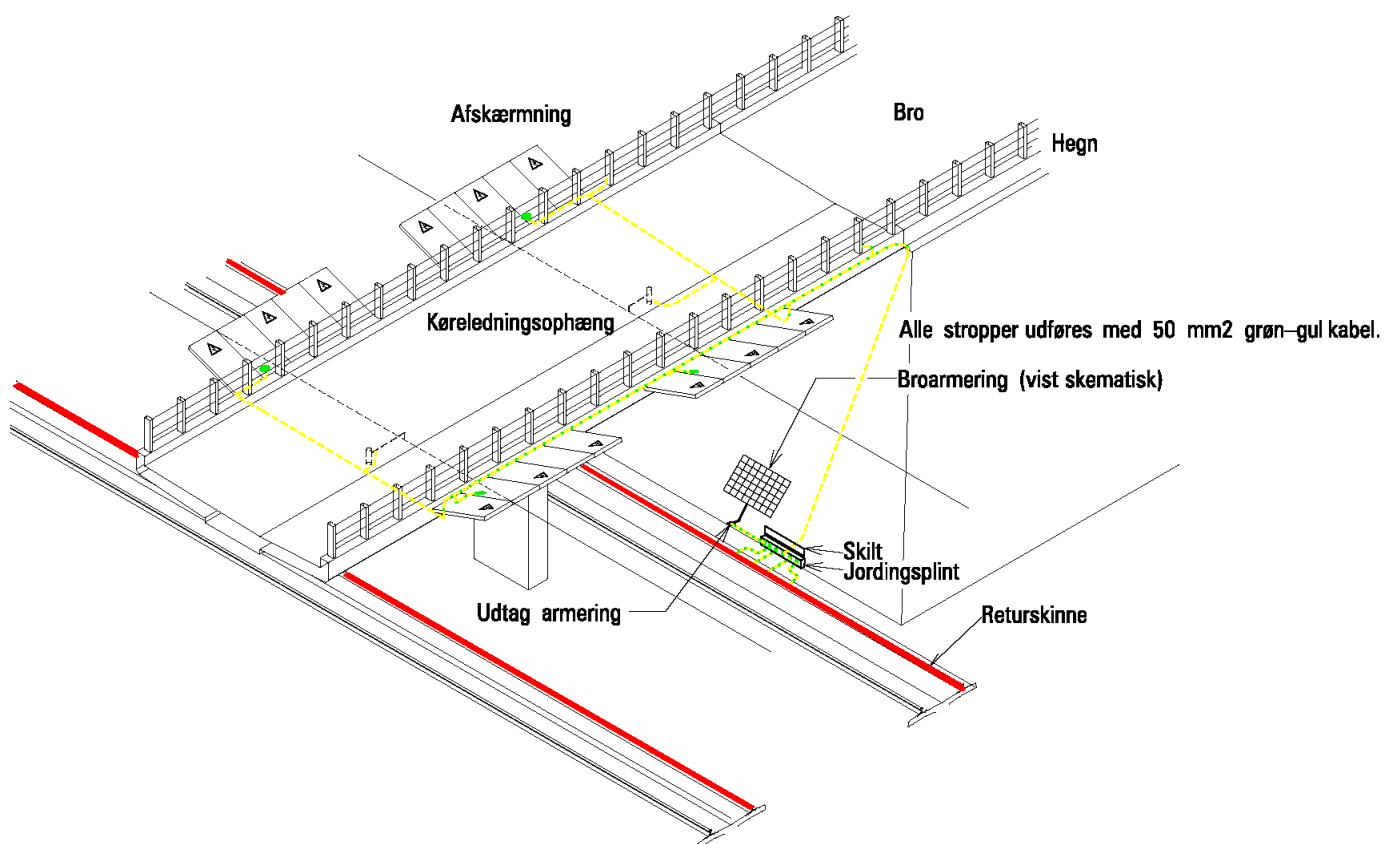 Afskærmning
Bro
Hegn
Køreledningsophæng
Alle stropper udføres med 50 mm2 grøn-gul kabel.
Broarmering (vist skematisk)
Skilt
Jordingsplint
Udtag armering
Returskinne